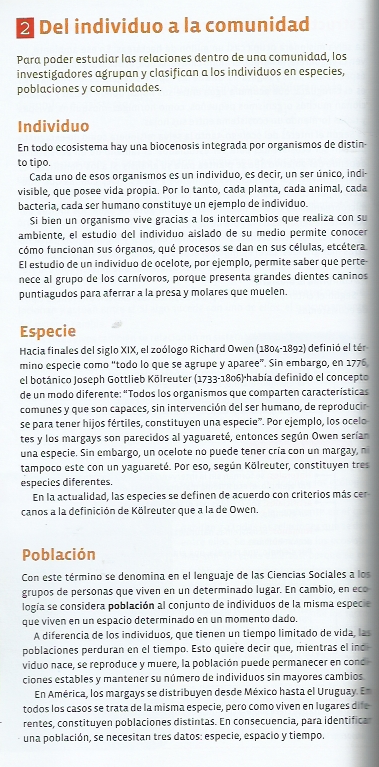 2 Del individuo a la comunidad
Para poder estudiar las relaciones dentro de una comunidad, los
investigadores agrupan y clasifican a los individuos en especies,
poblaciones y comunidades.
Individuo
En todo ecosistema hay una biocenosis integrada por organismos de distin-
to tipo.
Cada uno de esos organismos es un individuo, es decir, un ser único, indi-
visible, que posee vida propia. Por lo tanto, cada planta, cada animal, cada
bacteria, cada ser humano constituye un ejemplo de individuo.
Si bien un organismo vive gracias a los intercambios que realiza con su
ambiente, el estudio del individuo aislado de su medio permite conocer
cómo funcionan sus órganos, qué procesos se dan en sus células, etcétera.
El estudio de un individuo de ocelote, por ejemplo, permite saber que perte-
nece al grupo de los carnívoros, porque presenta grandes dientes caninos
puntiagudos para aferrar a la presa y molares que muelen.
Especie
Hacia finales del siglo XIX, el zoólogo Richard Owen (1804-1892) definió el tér-
mino especie como "todo lo que se agrupe y aparee". Sin embargo, en 1776,
el botánico Joseph Gottlieb Kölreuter (1733-1806) había definido el concepto
de un modo diferente: "Todos los organismos que comparten características
comunes y que son capaces, sin intervención del ser humano, de reproducir-
se para tener hijos fértiles, constituyen una especie". Por ejemplo, los ocelo-
tes y los margays son parecidos al yaguareté, entonces según Owen serían
una especie. Sin embargo, un ocelote no puede tener cría con un margay, ni
tampoco este con un yaguareté. Por eso, según Kölreuter, constituyen tres
especies diferentes.
En la actualidad, las especies se definen de acuerdo con criterios más cer-
canos a la definición de Kölreuter que a la de Owen.
Población
Con este término se denomina en el lenguaje de las Ciencias Sociales a los
grupos de personas que viven en un determinado lugar. En cambio, en eco-
logía se considera población al conjunto de individuos de la misma especie
que viven en un espacio determinado en un momento dado.
A diferencia de los individuos, que tienen un tiempo limitado de vida, las
poblaciones perduran en el tiempo. Esto quiere decir que, mientras el indi-
viduo nace, se reproduce y muere, la población puede permanecer en condi-
ciones estables y mantener su número de individuos sin mayores cambios.
En América, los margays se distribuyen desde México hasta el Uruguay. En
todos los casos se trata de la misma especie, pero como viven en lugares dife-
rentes, constituyen poblaciones distintas. En consecuencia, para identificar
una población, se necesitan tres datos: especie, espacio y tiempo.